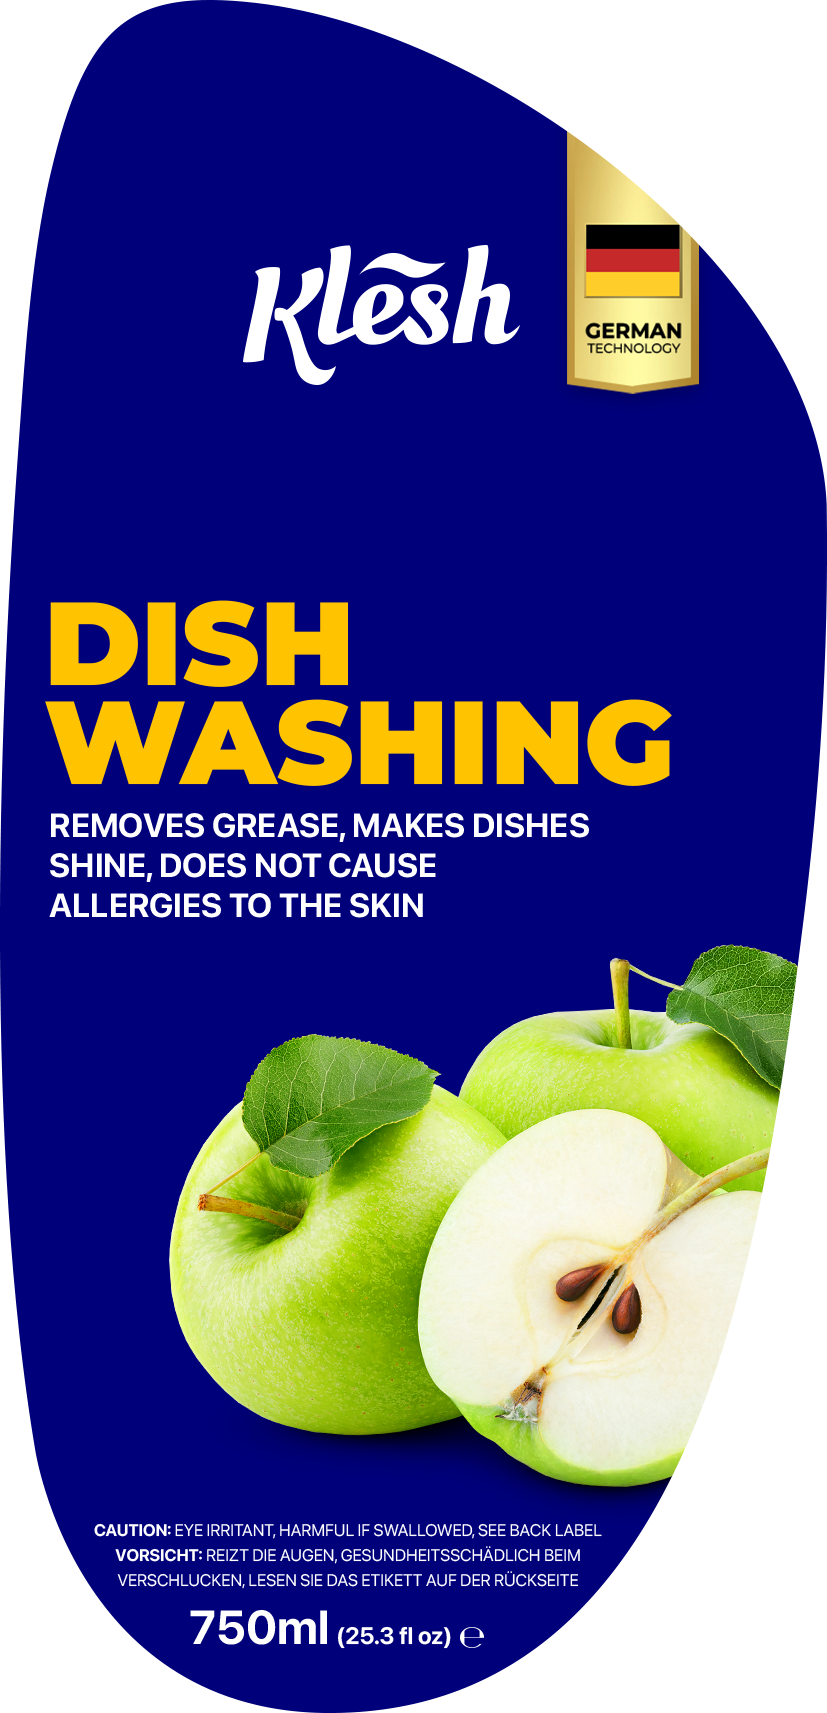 Klesh
GERMAN
TECHNOLOGY
DISH
WASHING
REMOVES GREASE, MAKES DISHES
SHINE, DOES NOT CAUSE
ALLERGIES TO THE SKIN
CAUTION: EYE IRRITANT, HARMFUL IF SWALLOWED, SEE BACK LABEL
VORSICHT: REIZT DIE AUGEN, GESUNDHEITSSCHÄDLICH BEIM
VERSCHLUCKEN, LESEN SIE DAS ETIKETT AUF DER RÜCKSEITE
750ml (25.3 fl oz) ℮